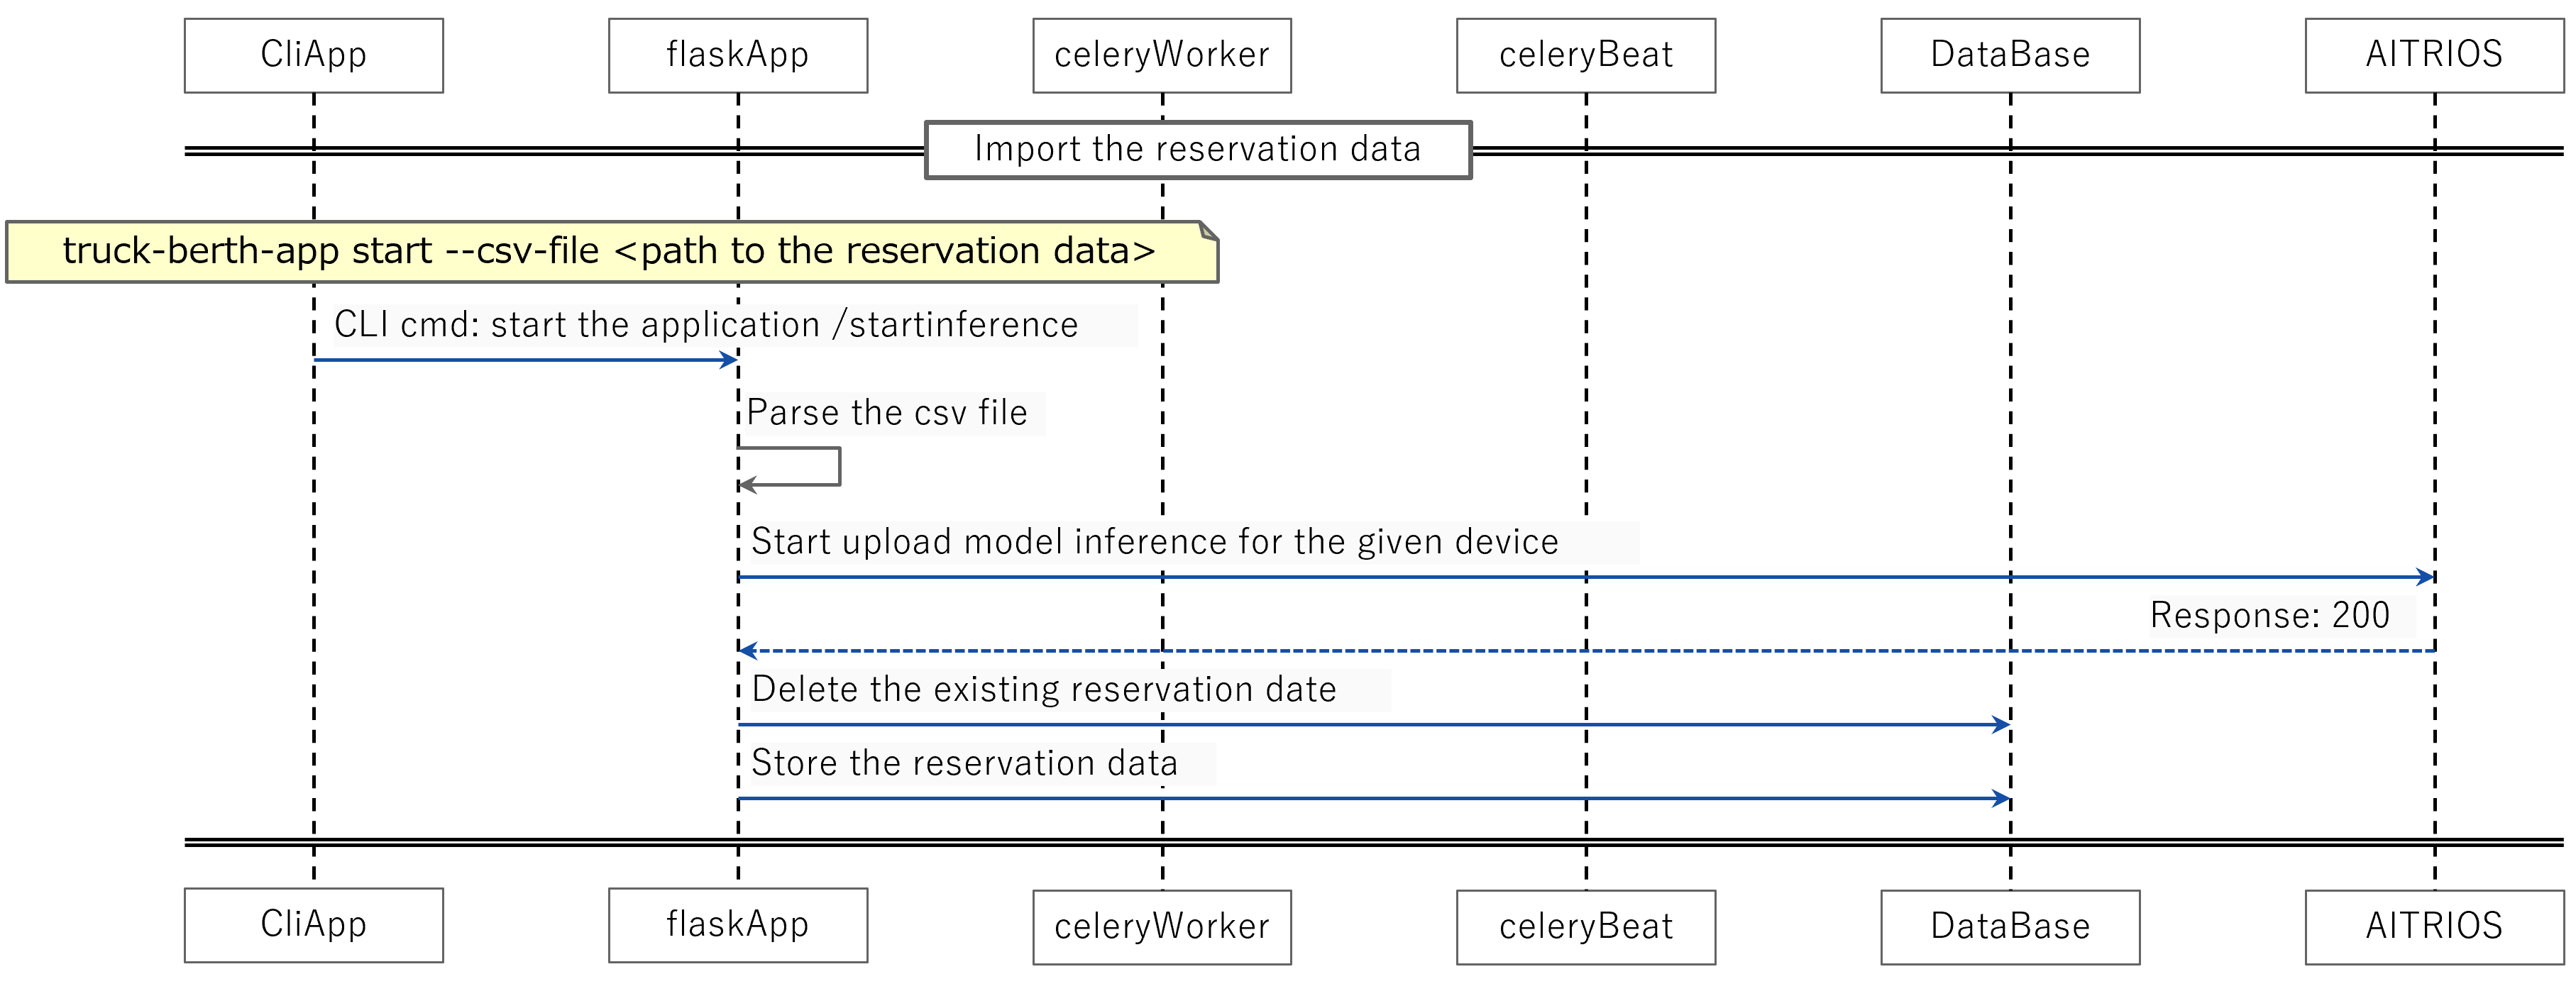 CliApp
flaskApp
celeryWorker
celeryBeat
DataBase
AITRIOS
Import the reservation data
truck-berth-app start --csv-file <path to the reservation data>
CLI cmd: start the application /startinference
Parse the csv file
Start upload model inference for the given device
Response: 200
Delete the existing reservation date
Store the reservation data
CliApp
flaskApp
celeryWorker
celeryBeat
DataBase
AITRIOS